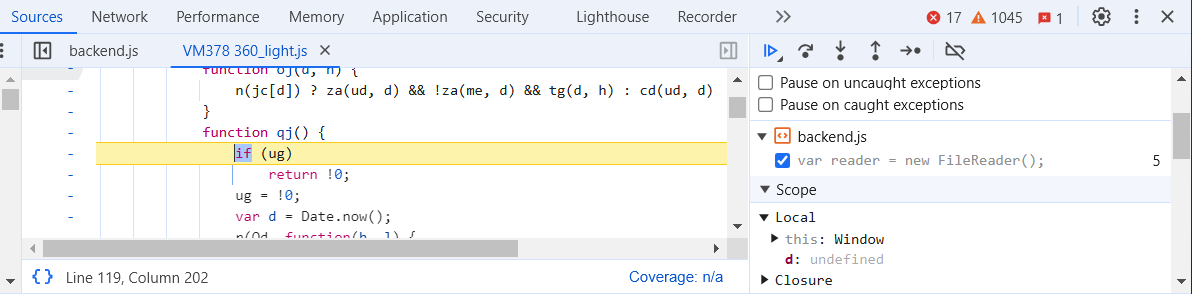 Sources Network Performance Memory Application Security Lighthouse Recorder 17 1045 1
backend.js VM378 360_light.js
function oj(d, h) {
n(jc[d]) ? za(ud, d) && !za(me, d) && tg(d, h) : cd(ud, d)
}
function qj() {
if (ug)
return !0;
ug = !0;
var d = Date.now();
n(Od, function(h, l) {
{} Line 119, Column 202 Coverage: n/a
Pause on uncaught exceptions
Pause on caught exceptions
backend.js
var reader = new FileReader(); 5
Scope
Local
this: Window
d: undefined
Closure